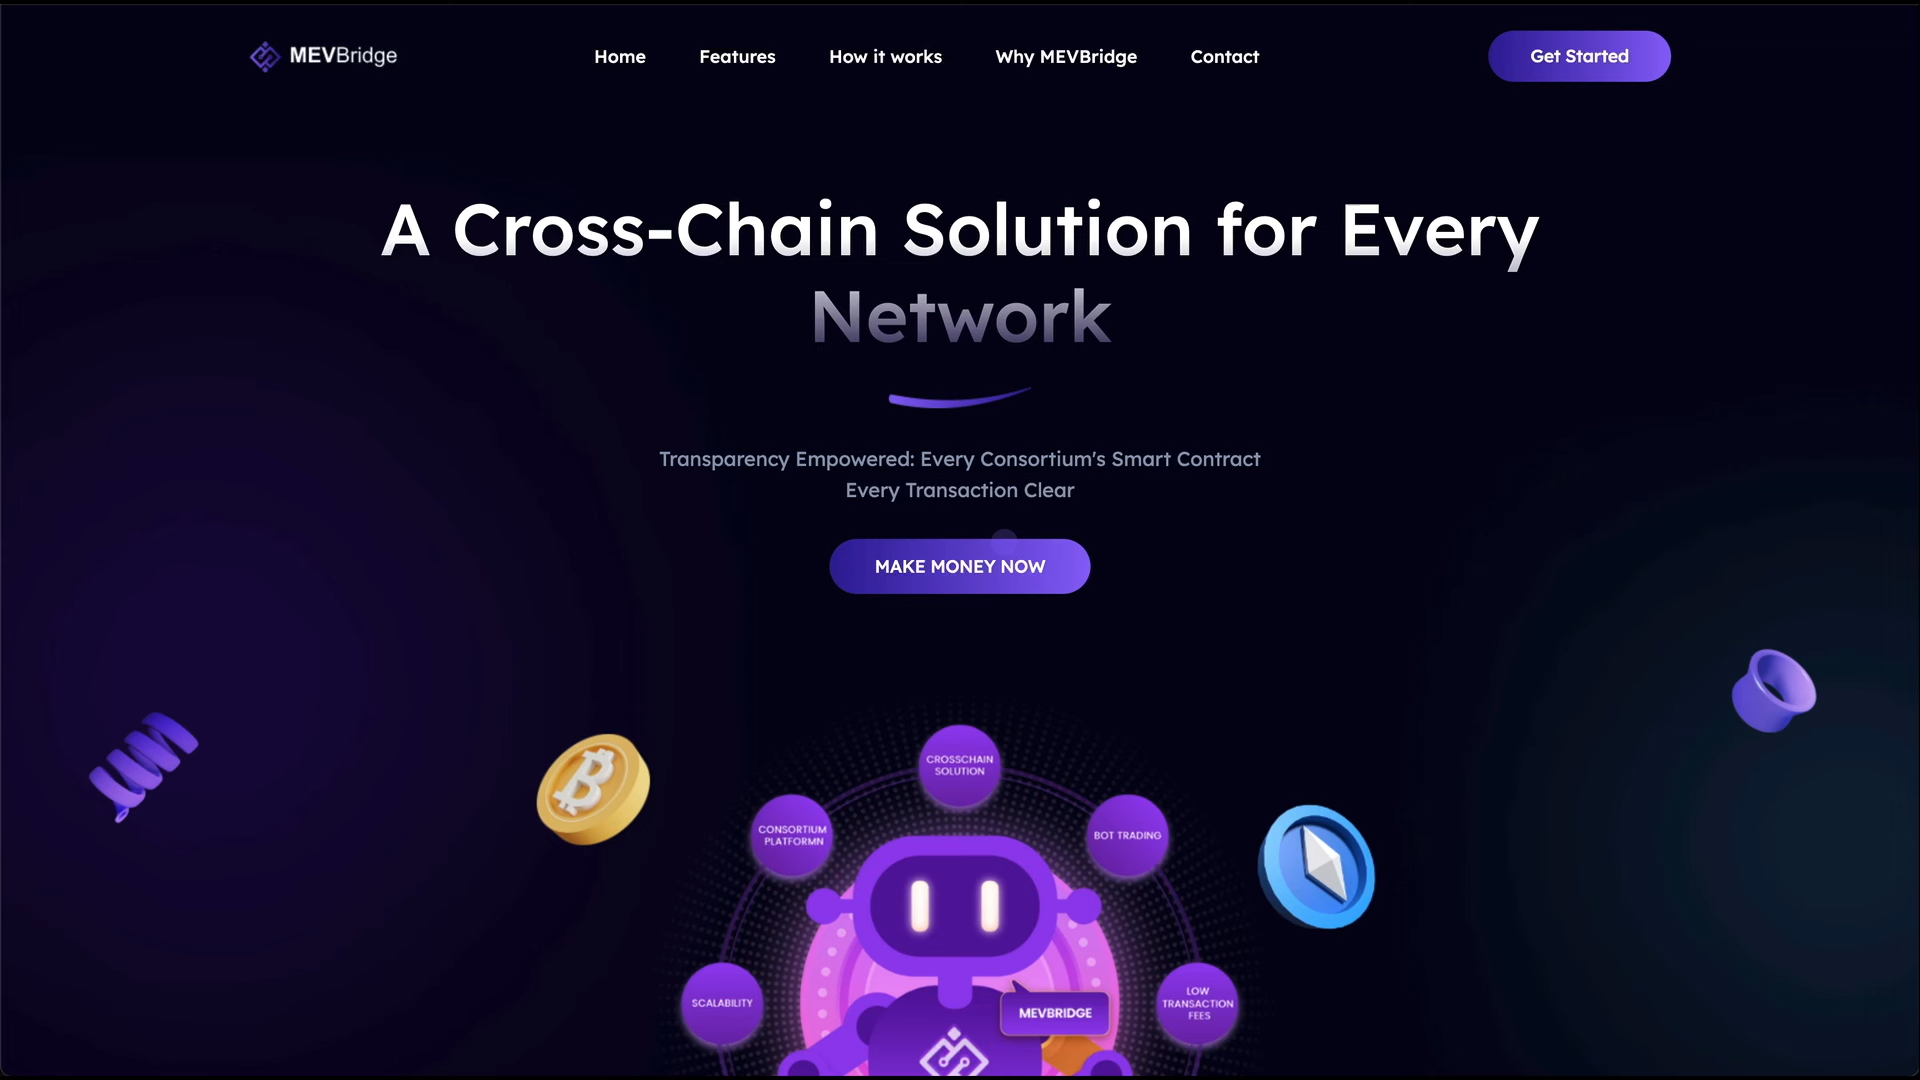 MEVBridge
Home
Features
How it works
Why MEVBridge
Contact
Get Started
A Cross-Chain Solution for Every
Network
Transparency Empowered: Every Consortium's Smart Contract
Every Transaction Clear
MAKE MONEY NOW
CROSSCHAIN
SOLUTION
CONSORTIUM
PLATFORMN
BOT TRADING
SCALABILITY
MEVBRIDGE
LOW
TRANSACTION
FEES